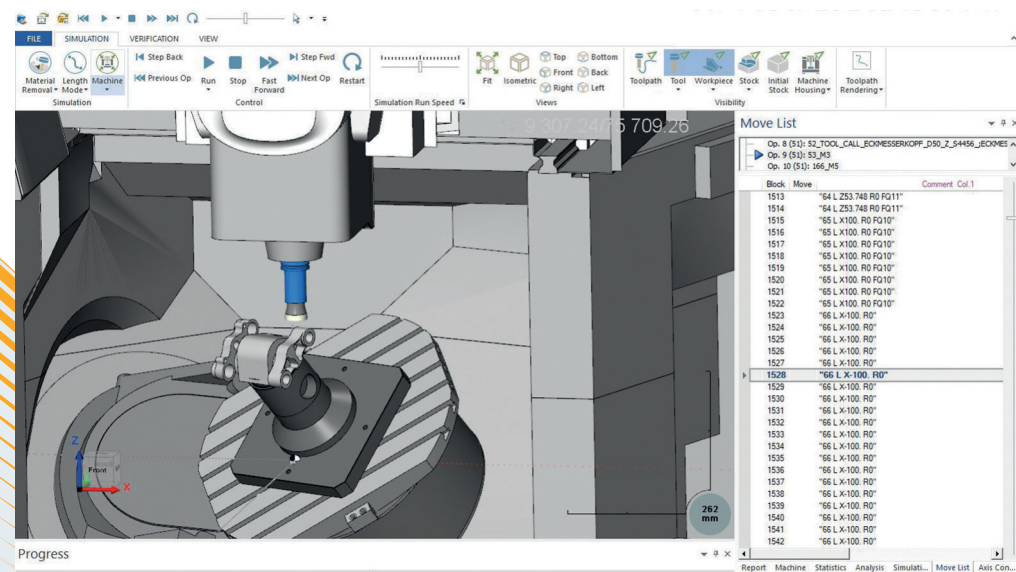 FILE SIMULATION VERIFICATION VIEW
Material Removal Length Mode Machine
Simulation
Step Back
Previous Op
Run Stop Fast Forward
Step Fwd
Next Op
Restart
Control
Simulation Run Speed
Fit Isometric
Top Bottom
Front Back
Right Left
Views
Toolpath Tool Workpiece Stock Initial Stock Machine Housing
Visibility
Toolpath Rendering
9 307.24/75 709.26
Move List
Op. 8 (51): 52_TOOL_CALL_ECKMESSERKOPF_D50_Z_S4456_;ECKMES
Op. 9 (51): 53_M3
Op. 10 (51): 166_M5
Block Move Comment Col.1
1513 "64 L Z53.748 R0 FQ11"
1514 "64 L Z53.748 R0 FQ11"
1515 "65 L X100. R0 FQ10"
1516 "65 L X100. R0 FQ10"
1517 "65 L X100. R0 FQ10"
1518 "65 L X100. R0 FQ10"
1519 "65 L X100. R0 FQ10"
1520 "65 L X100. R0 FQ10"
1521 "65 L X100. R0 FQ10"
1522 "65 L X100. R0 FQ10"
1523 "66 L X-100. R0"
1524 "66 L X-100. R0"
1525 "66 L X-100. R0"
1526 "66 L X-100. R0"
1527 "66 L X-100. R0"
1528 "66 L X-100. R0"
1529 "66 L X-100. R0"
1530 "66 L X-100. R0"
1531 "66 L X-100. R0"
1532 "66 L X-100. R0"
1533 "66 L X-100. R0"
1534 "66 L X-100. R0"
1535 "66 L X-100. R0"
1536 "66 L X-100. R0"
1537 "66 L X-100. R0"
1538 "66 L X-100. R0"
1539 "66 L X-100. R0"
1540 "66 L X-100. R0"
1541 "66 L X-100. R0"
1542 "66 L X-100. R0"
Z
Front
X
262
mm
Progress
Report Machine Statistics Analysis Simulati... Move List Axis Con...